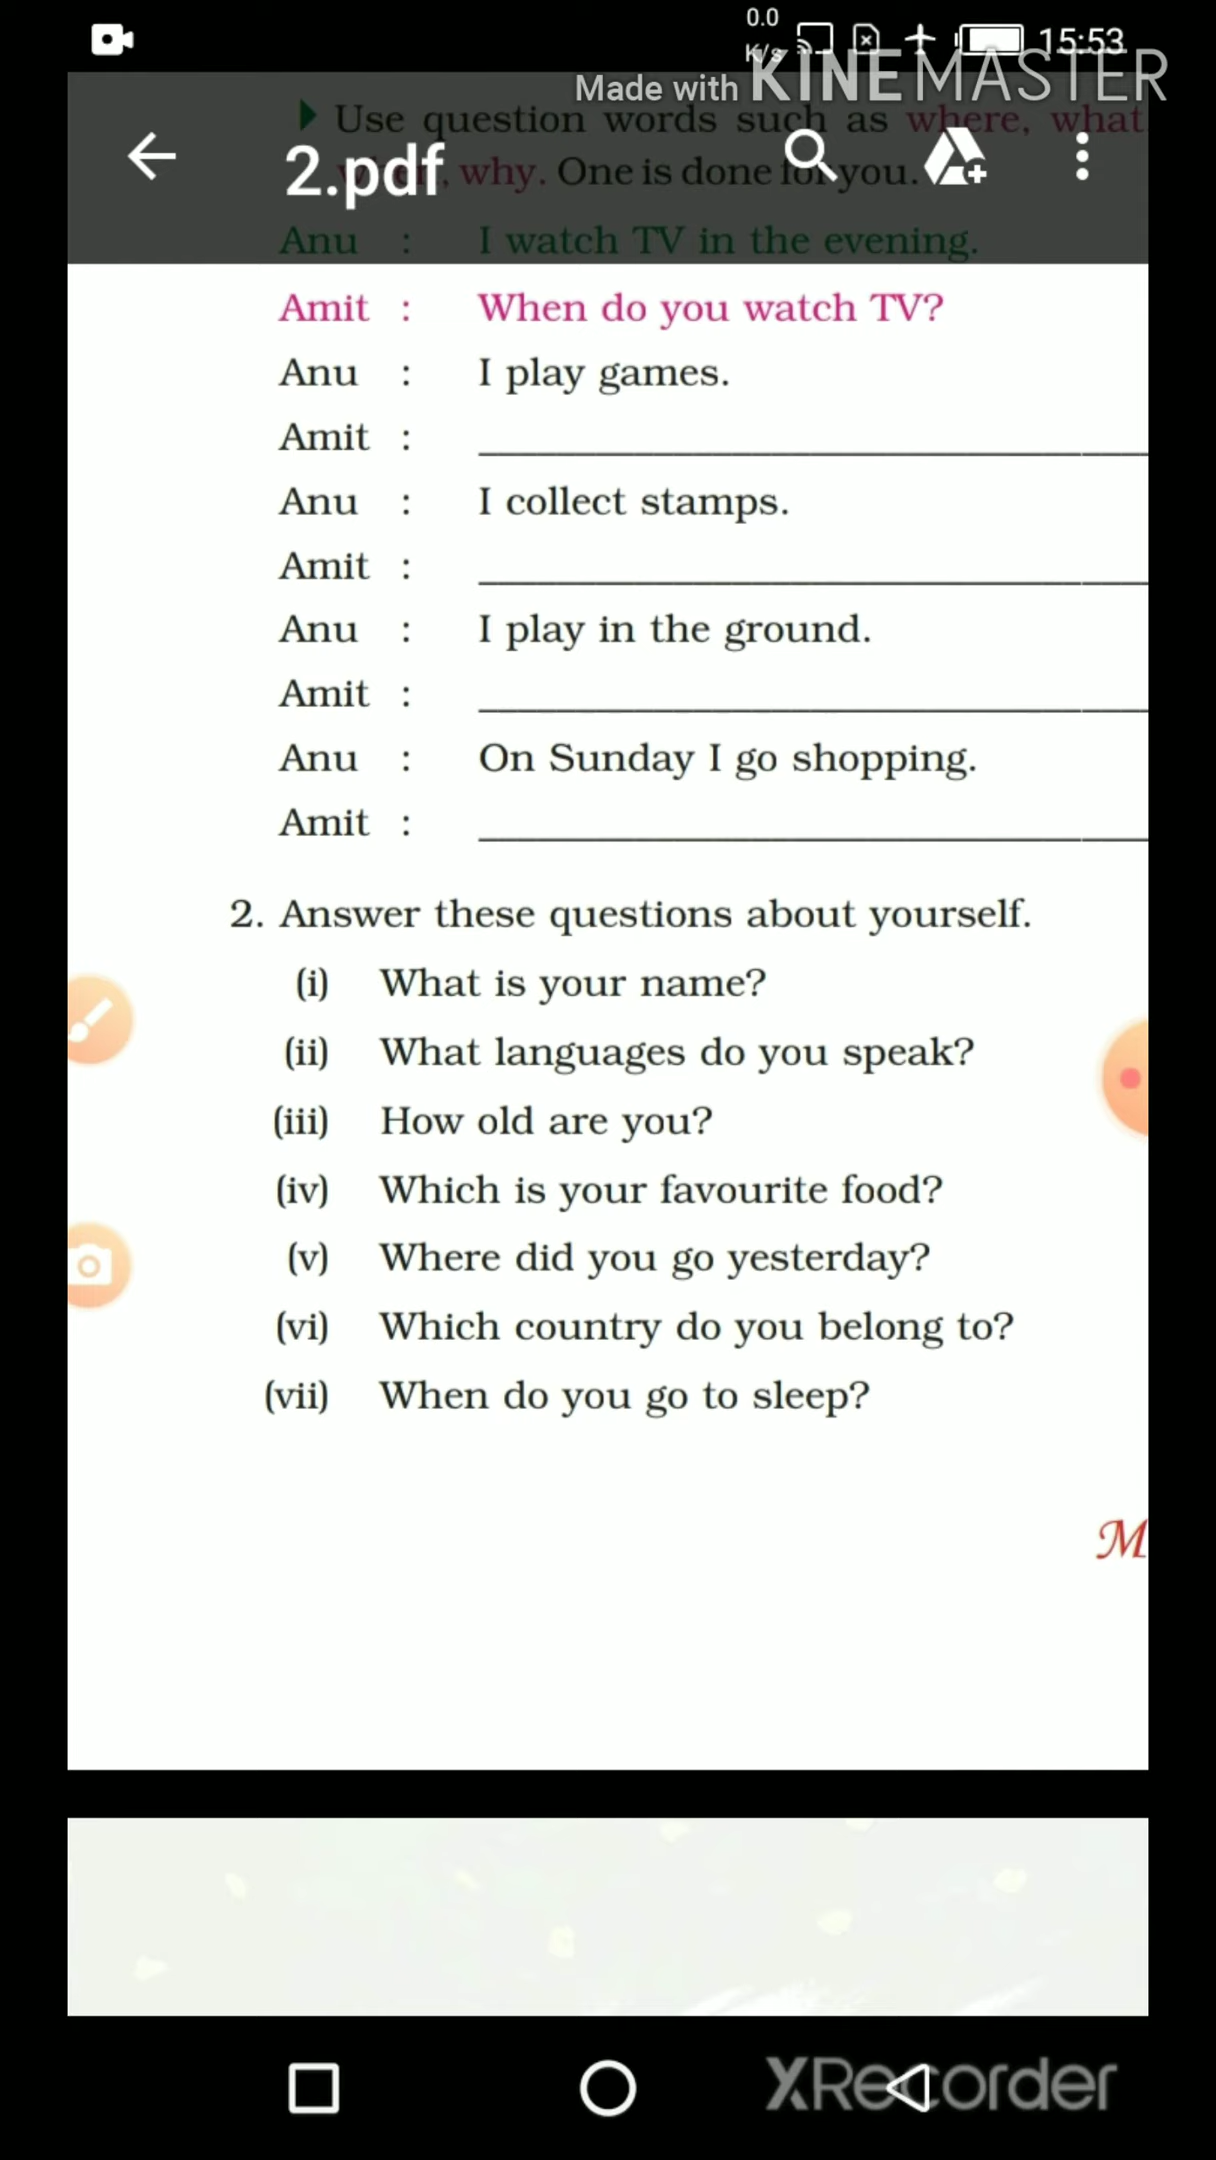 0.0
K/s
15:53
Made with KINEMASTER
Use question words such as where, what
2.pdf
, why. One is done for you.
Anu : I watch TV in the evening.
Amit : When do you watch TV?
Anu : I play games.
Amit :
Anu : I collect stamps.
Amit :
Anu : I play in the ground.
Amit :
Anu : On Sunday I go shopping.
Amit :
2. Answer these questions about yourself.
(i) What is your name?
(ii) What languages do you speak?
(iii) How old are you?
(iv) Which is your favourite food?
(v) Where did you go yesterday?
(vi) Which country do you belong to?
(vii) When do you go to sleep?
M
XRecorder